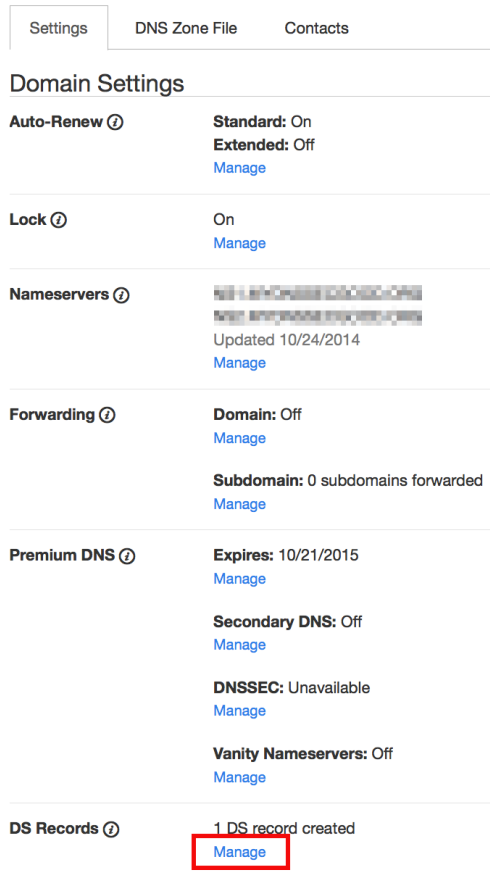 Settings
DNS Zone File
Contacts
Domain Settings
Auto-Renew
Standard: On
Extended: Off
Manage
Lock
On
Manage
Nameservers
Updated 10/24/2014
Manage
Forwarding
Domain: Off
Manage
Subdomain: 0 subdomains forwarded
Manage
Premium DNS
Expires: 10/21/2015
Manage
Secondary DNS: Off
Manage
DNSSEC: Unavailable
Manage
Vanity Nameservers: Off
Manage
DS Records
1 DS record created
Manage